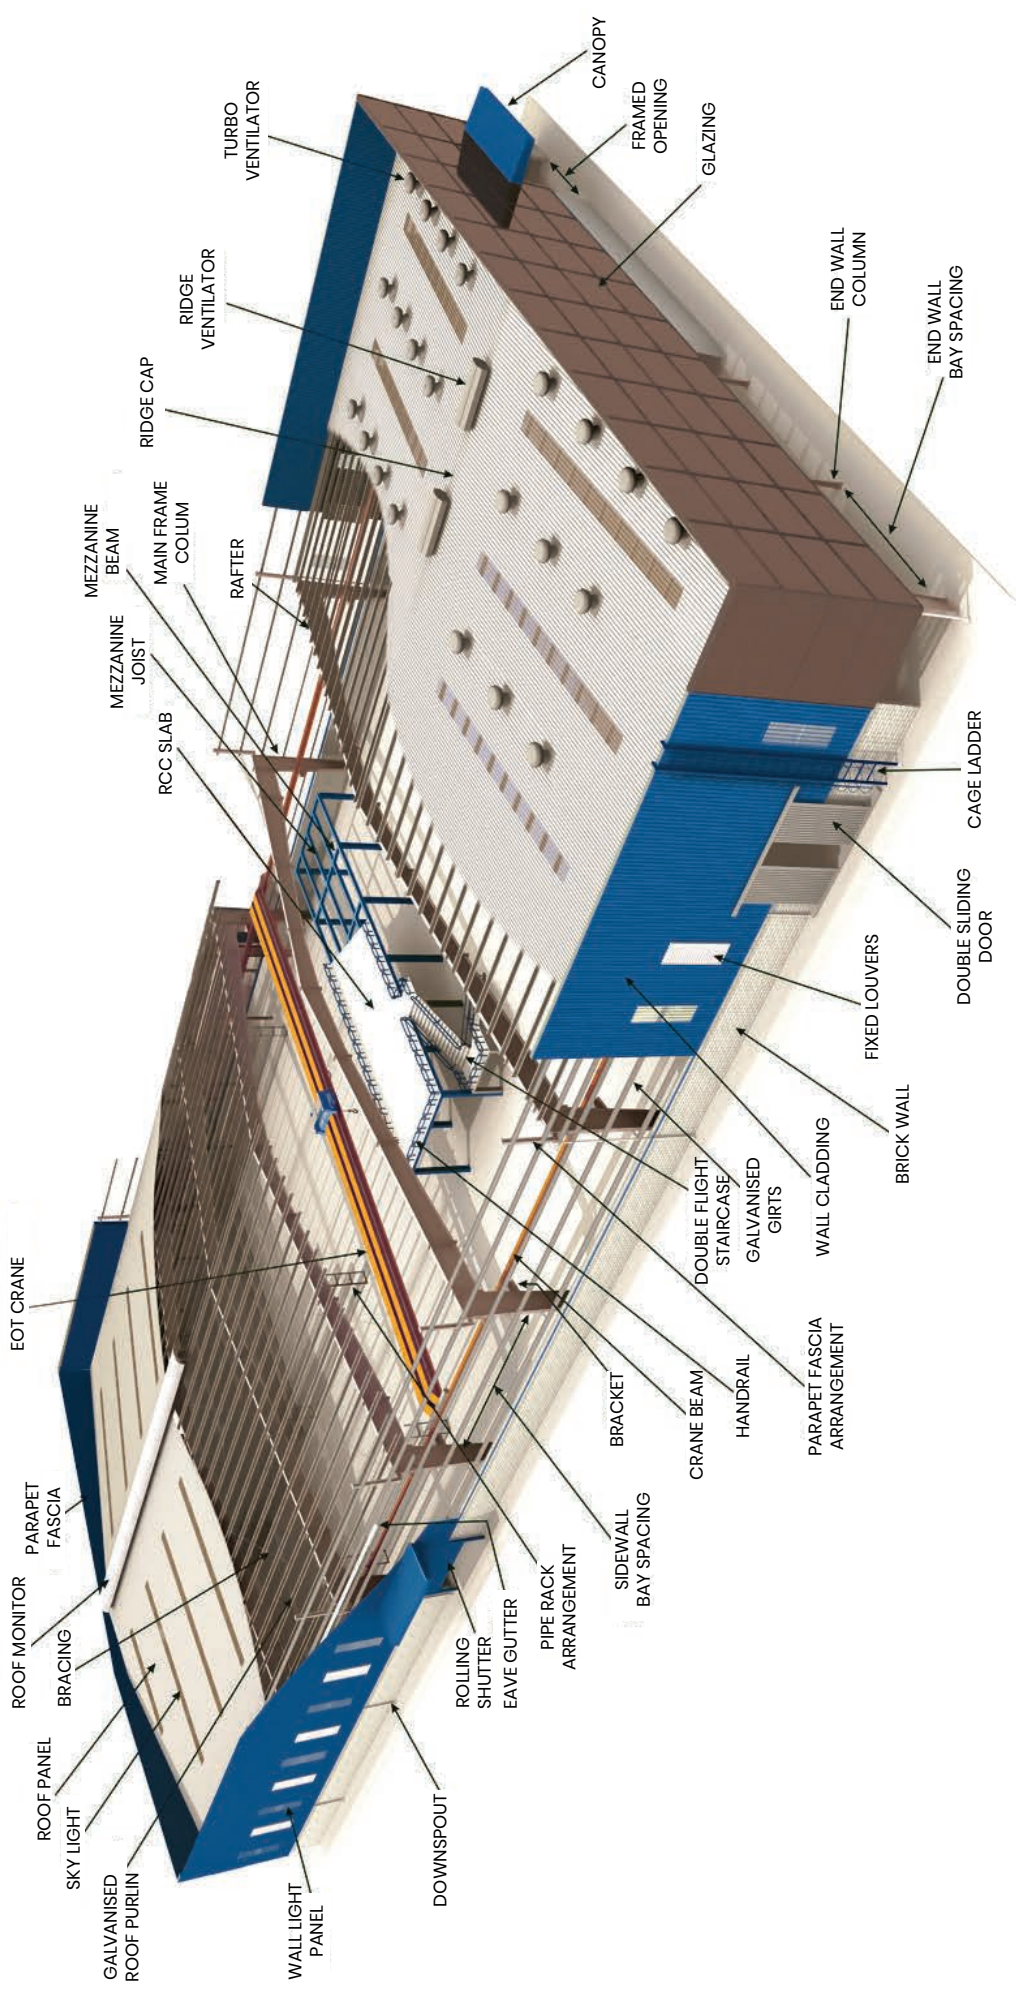 GALVANISED
ROOF PURLIN
SKY LIGHT
ROOF PANEL
BRACING
ROOF MONITOR
PARAPET
FASCIA
EOT CRANE
RCC SLAB
MEZZANINE
JOIST
MEZZANINE
BEAM
MAIN FRAME
COLUM
RAFTER
RIDGE CAP
RIDGE
VENTILATOR
TURBO
VENTILATOR
CANOPY
FRAMED
OPENING
GLAZING
END WALL
COLUMN
END WALL
BAY SPACING
CAGE LADDER
DOUBLE SLIDING
DOOR
FIXED LOUVERS
BRICK WALL
WALL CLADDING
GALVANISED
GIRTS
DOUBLE FLIGHT
STAIRCASE
PARAPET FASCIA
ARRANGEMENT
HANDRAIL
CRANE BEAM
BRACKET
SIDEWALL
BAY SPACING
PIPE RACK
ARRANGEMENT
EAVE GUTTER
ROLLING
SHUTTER
DOWNSPOUT
WALL LIGHT
PANEL